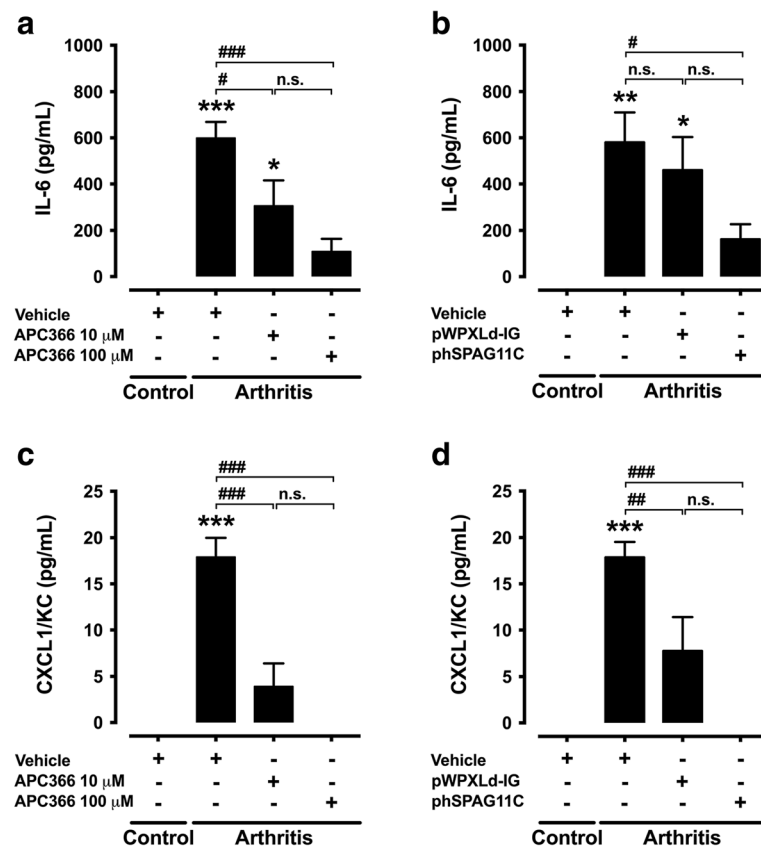 a
###
# n.s.
1000
800
600
400
200
0
IL-6 (pg/mL)
***
*
Vehicle + + - -
APC366 10 μM - - + -
APC366 100 μM - - - +
Control Arthritis
b
#
n.s. n.s.
1000
800
600
400
200
0
IL-6 (pg/mL)
**
*
Vehicle + + - -
pWPXLd-IG - - + -
phSPAG11C - - - +
Control Arthritis
c
###
### n.s.
25
20
15
10
5
0
CXCL1/KC (pg/mL)
***
Vehicle + + - -
APC366 10 μM - - + -
APC366 100 μM - - - +
Control Arthritis
d
###
## n.s.
25
20
15
10
5
0
CXCL1/KC (pg/mL)
***
Vehicle + + - -
pWPXLd-IG - - + -
phSPAG11C - - - +
Control Arthritis